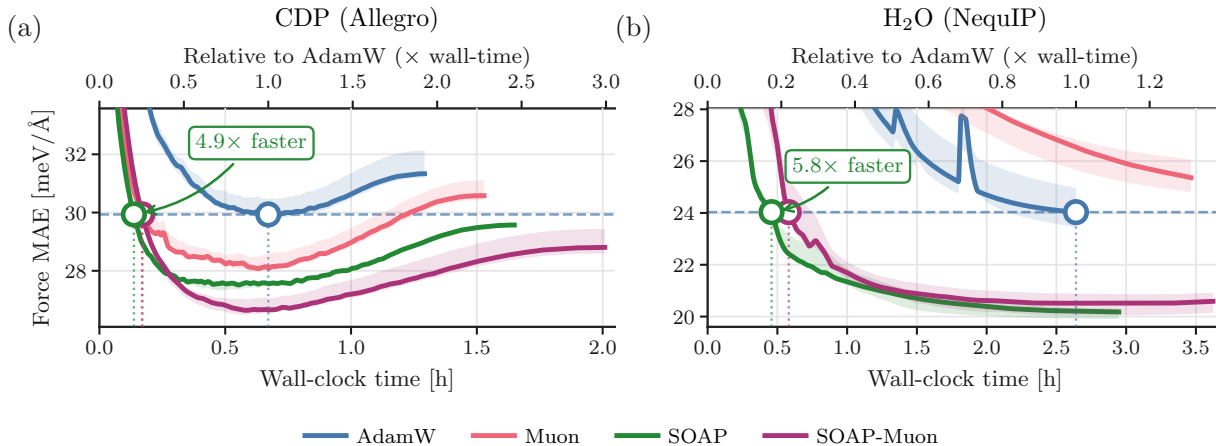 CDP (Allegro)
(a)
Relative to AdamW (× wall-time)
0.0 0.5 1.0 1.5 2.0 2.5 3.0
Force MAE [meV/Å]
32
30
28
4.9× faster
0.0 0.5 1.0 1.5 2.0
Wall-clock time [h]
H₂O (NequIP)
(b)
Relative to AdamW (× wall-time)
0.0 0.2 0.4 0.6 0.8 1.0 1.2
28
26
24
22
20
5.8× faster
0.0 0.5 1.0 1.5 2.0 2.5 3.0 3.5
Wall-clock time [h]
AdamW Muon SOAP SOAP-Muon